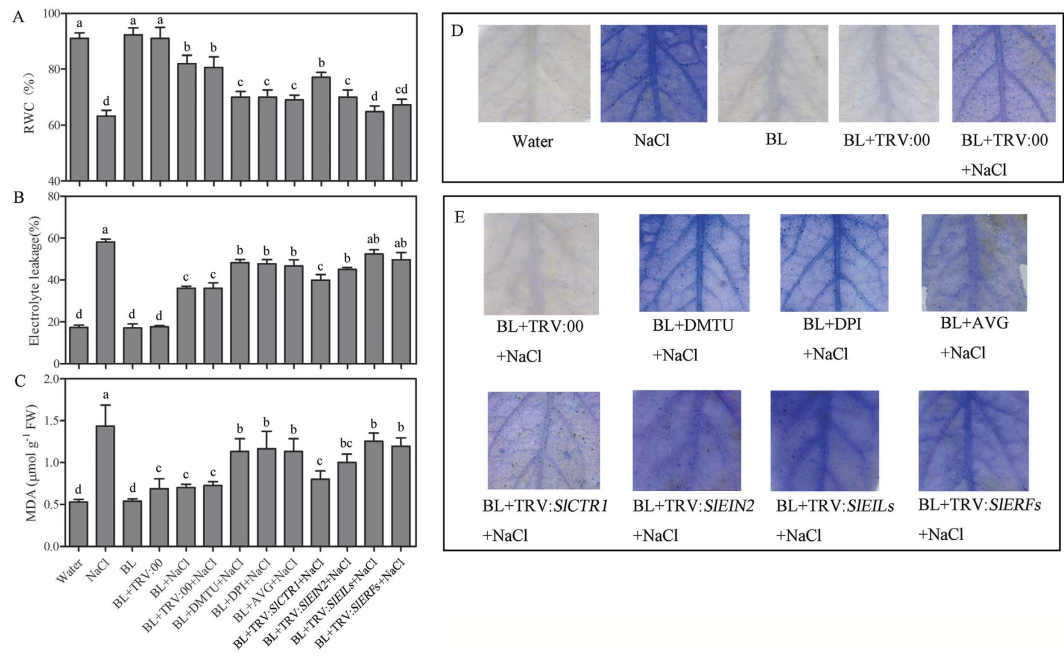 A
RWC (%)
100
80
60
40
a
d
a
a
b
b
c
c
c
b
c
d
cd
B
Electrolyte leakage(%)
80
60
40
20
0
d
a
d
d
c
c
b
b
b
c
b
ab
ab
C
MDA (μmol g⁻¹ FW)
2.0
1.5
1.0
0.5
0.0
d
a
d
c
c
c
b
b
b
c
bc
b
b
Water
NaCl
BL
BL+TRV:00
BL+NaCl
BL+TRV:00+NaCl
BL+DMTU+NaCl
BL+DPI+NaCl
BL+AVG+NaCl
BL+TRV:SlCTR1+NaCl
BL+TRV:SlEIN2+NaCl
BL+TRV:SlEILs+NaCl
BL+TRV:SlERFs+NaCl
D
Water
NaCl
BL
BL+TRV:00
BL+TRV:00
+NaCl
E
BL+TRV:00
+NaCl
BL+DMTU
+NaCl
BL+DPI
+NaCl
BL+AVG
+NaCl
BL+TRV:SlCTR1
+NaCl
BL+TRV:SlEIN2
+NaCl
BL+TRV:SlEILs
+NaCl
BL+TRV:SlERFs
+NaCl